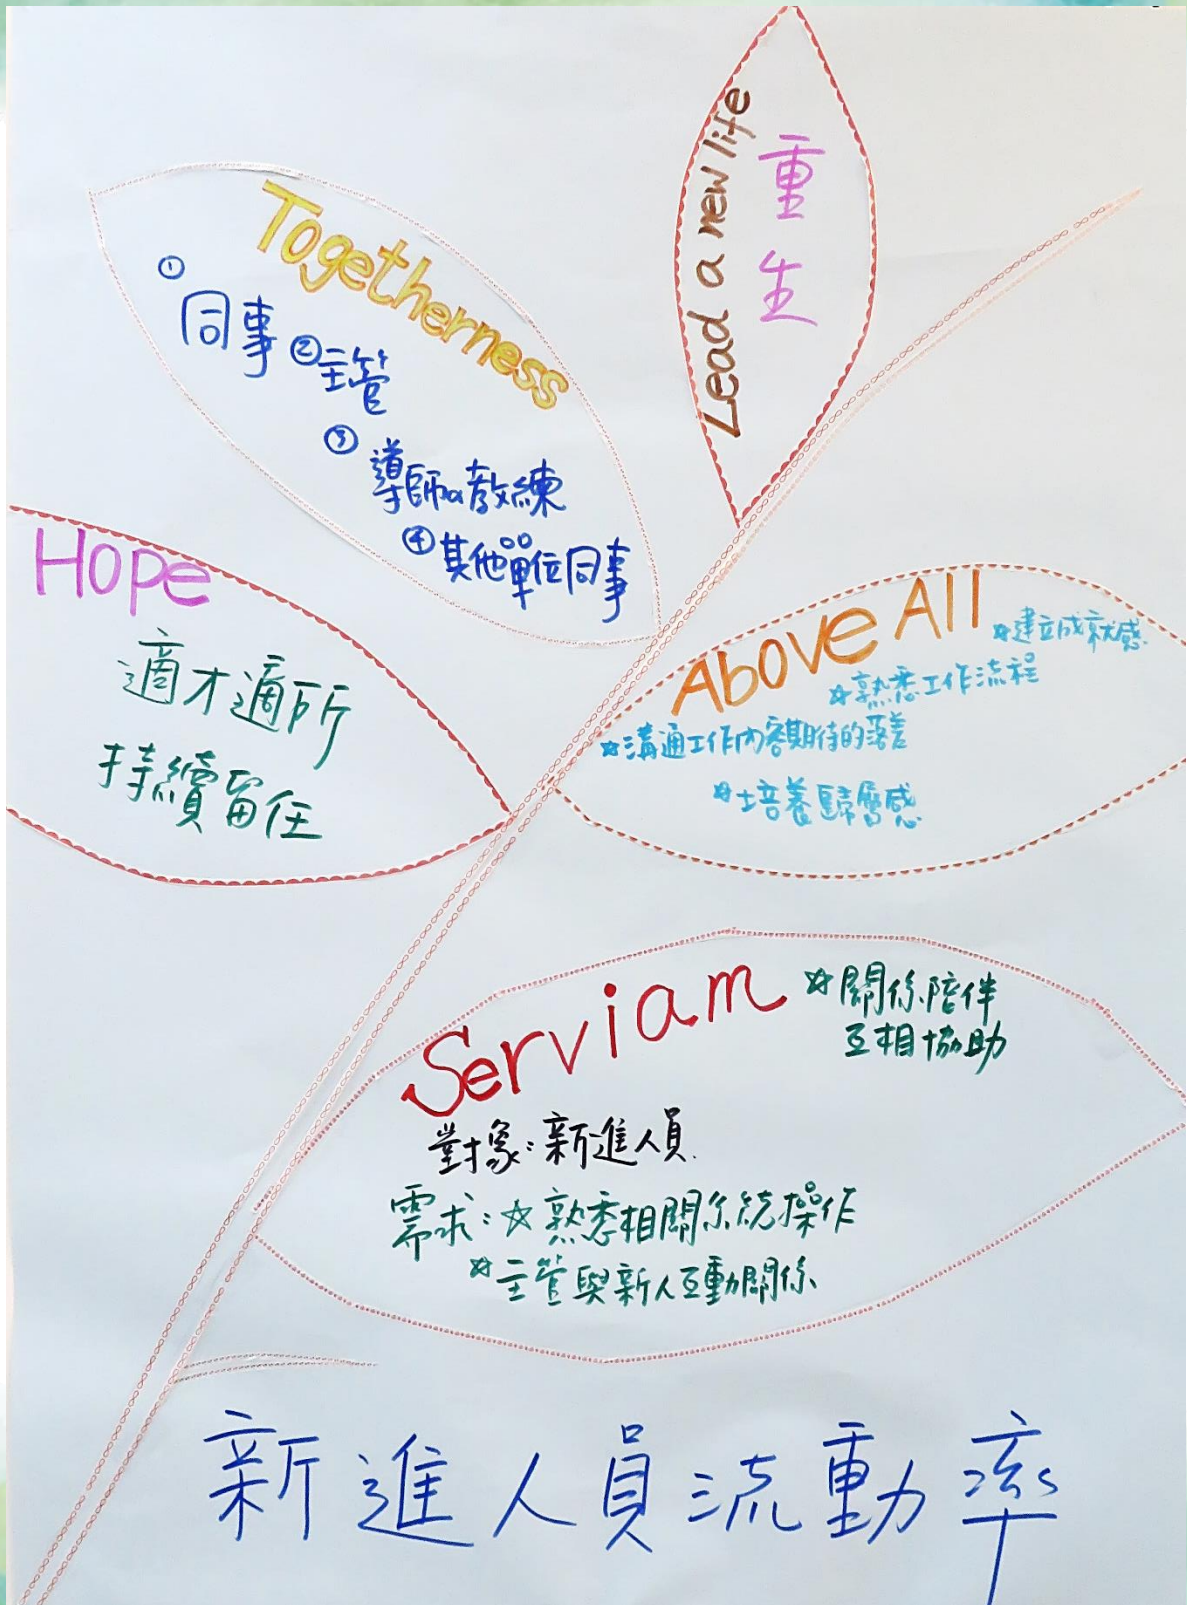 Lead a new life
重生
Togetherness
① 同事
② 主管
③ 導師or教練
④ 其他單位同事
Hope
適才適所
持續留任
Above All
☆建立成就感
☆熟悉工作流程
☆溝通工作內容期待的落差
☆培養歸屬感
Serviam
☆關係陪伴
互相協助
對象:新進人員
需求:☆熟悉相關系統操作
☆主管與新人互動關係
新進人員流動率